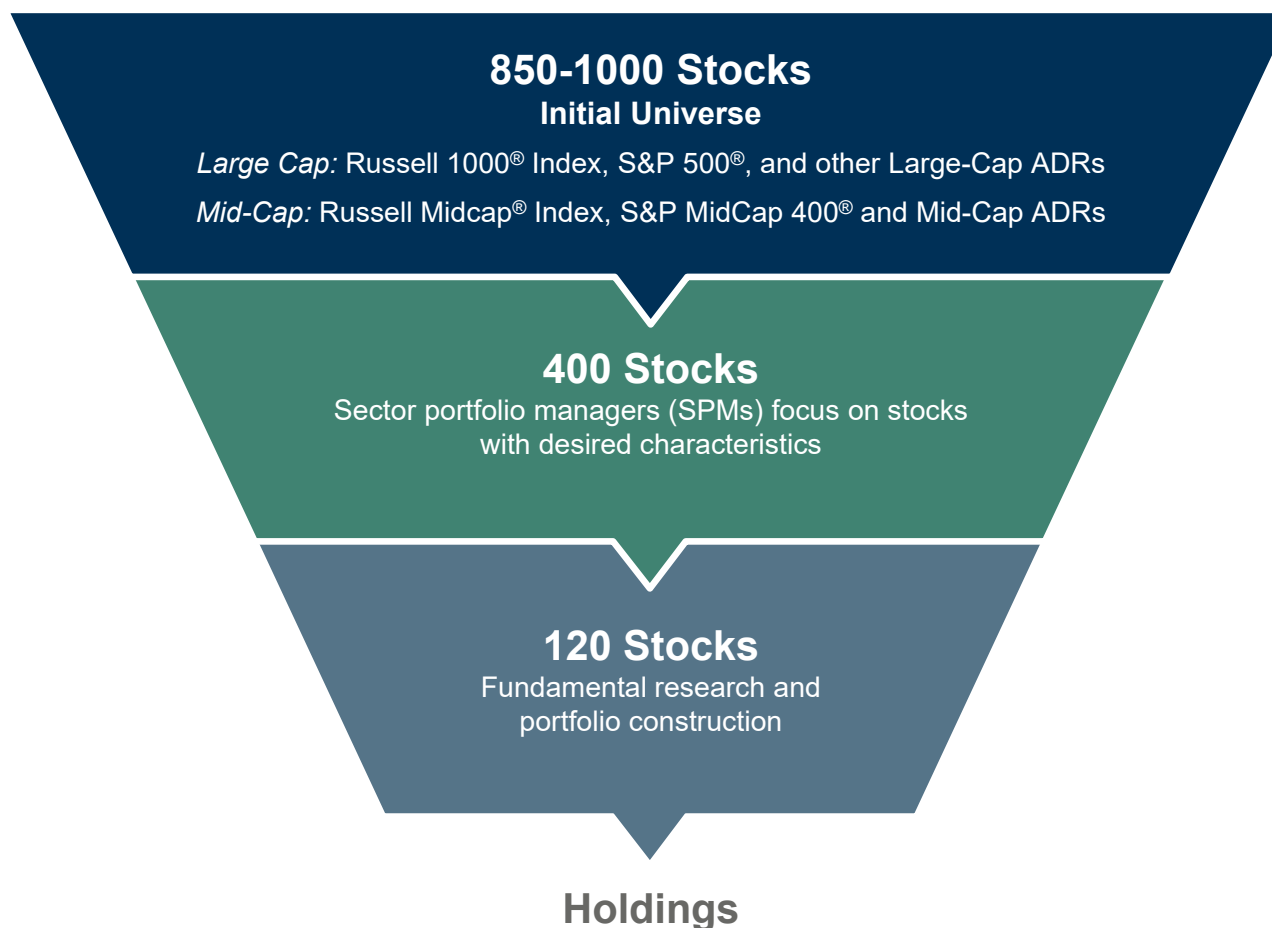 850-1000 Stocks
Initial Universe
Large Cap: Russell 1000® Index, S&P 500®, and other Large-Cap ADRs
Mid-Cap: Russell Midcap® Index, S&P MidCap 400® and Mid-Cap ADRs
400 Stocks
Sector portfolio managers (SPMs) focus on stocks
with desired characteristics
120 Stocks
Fundamental research and
portfolio construction
Holdings